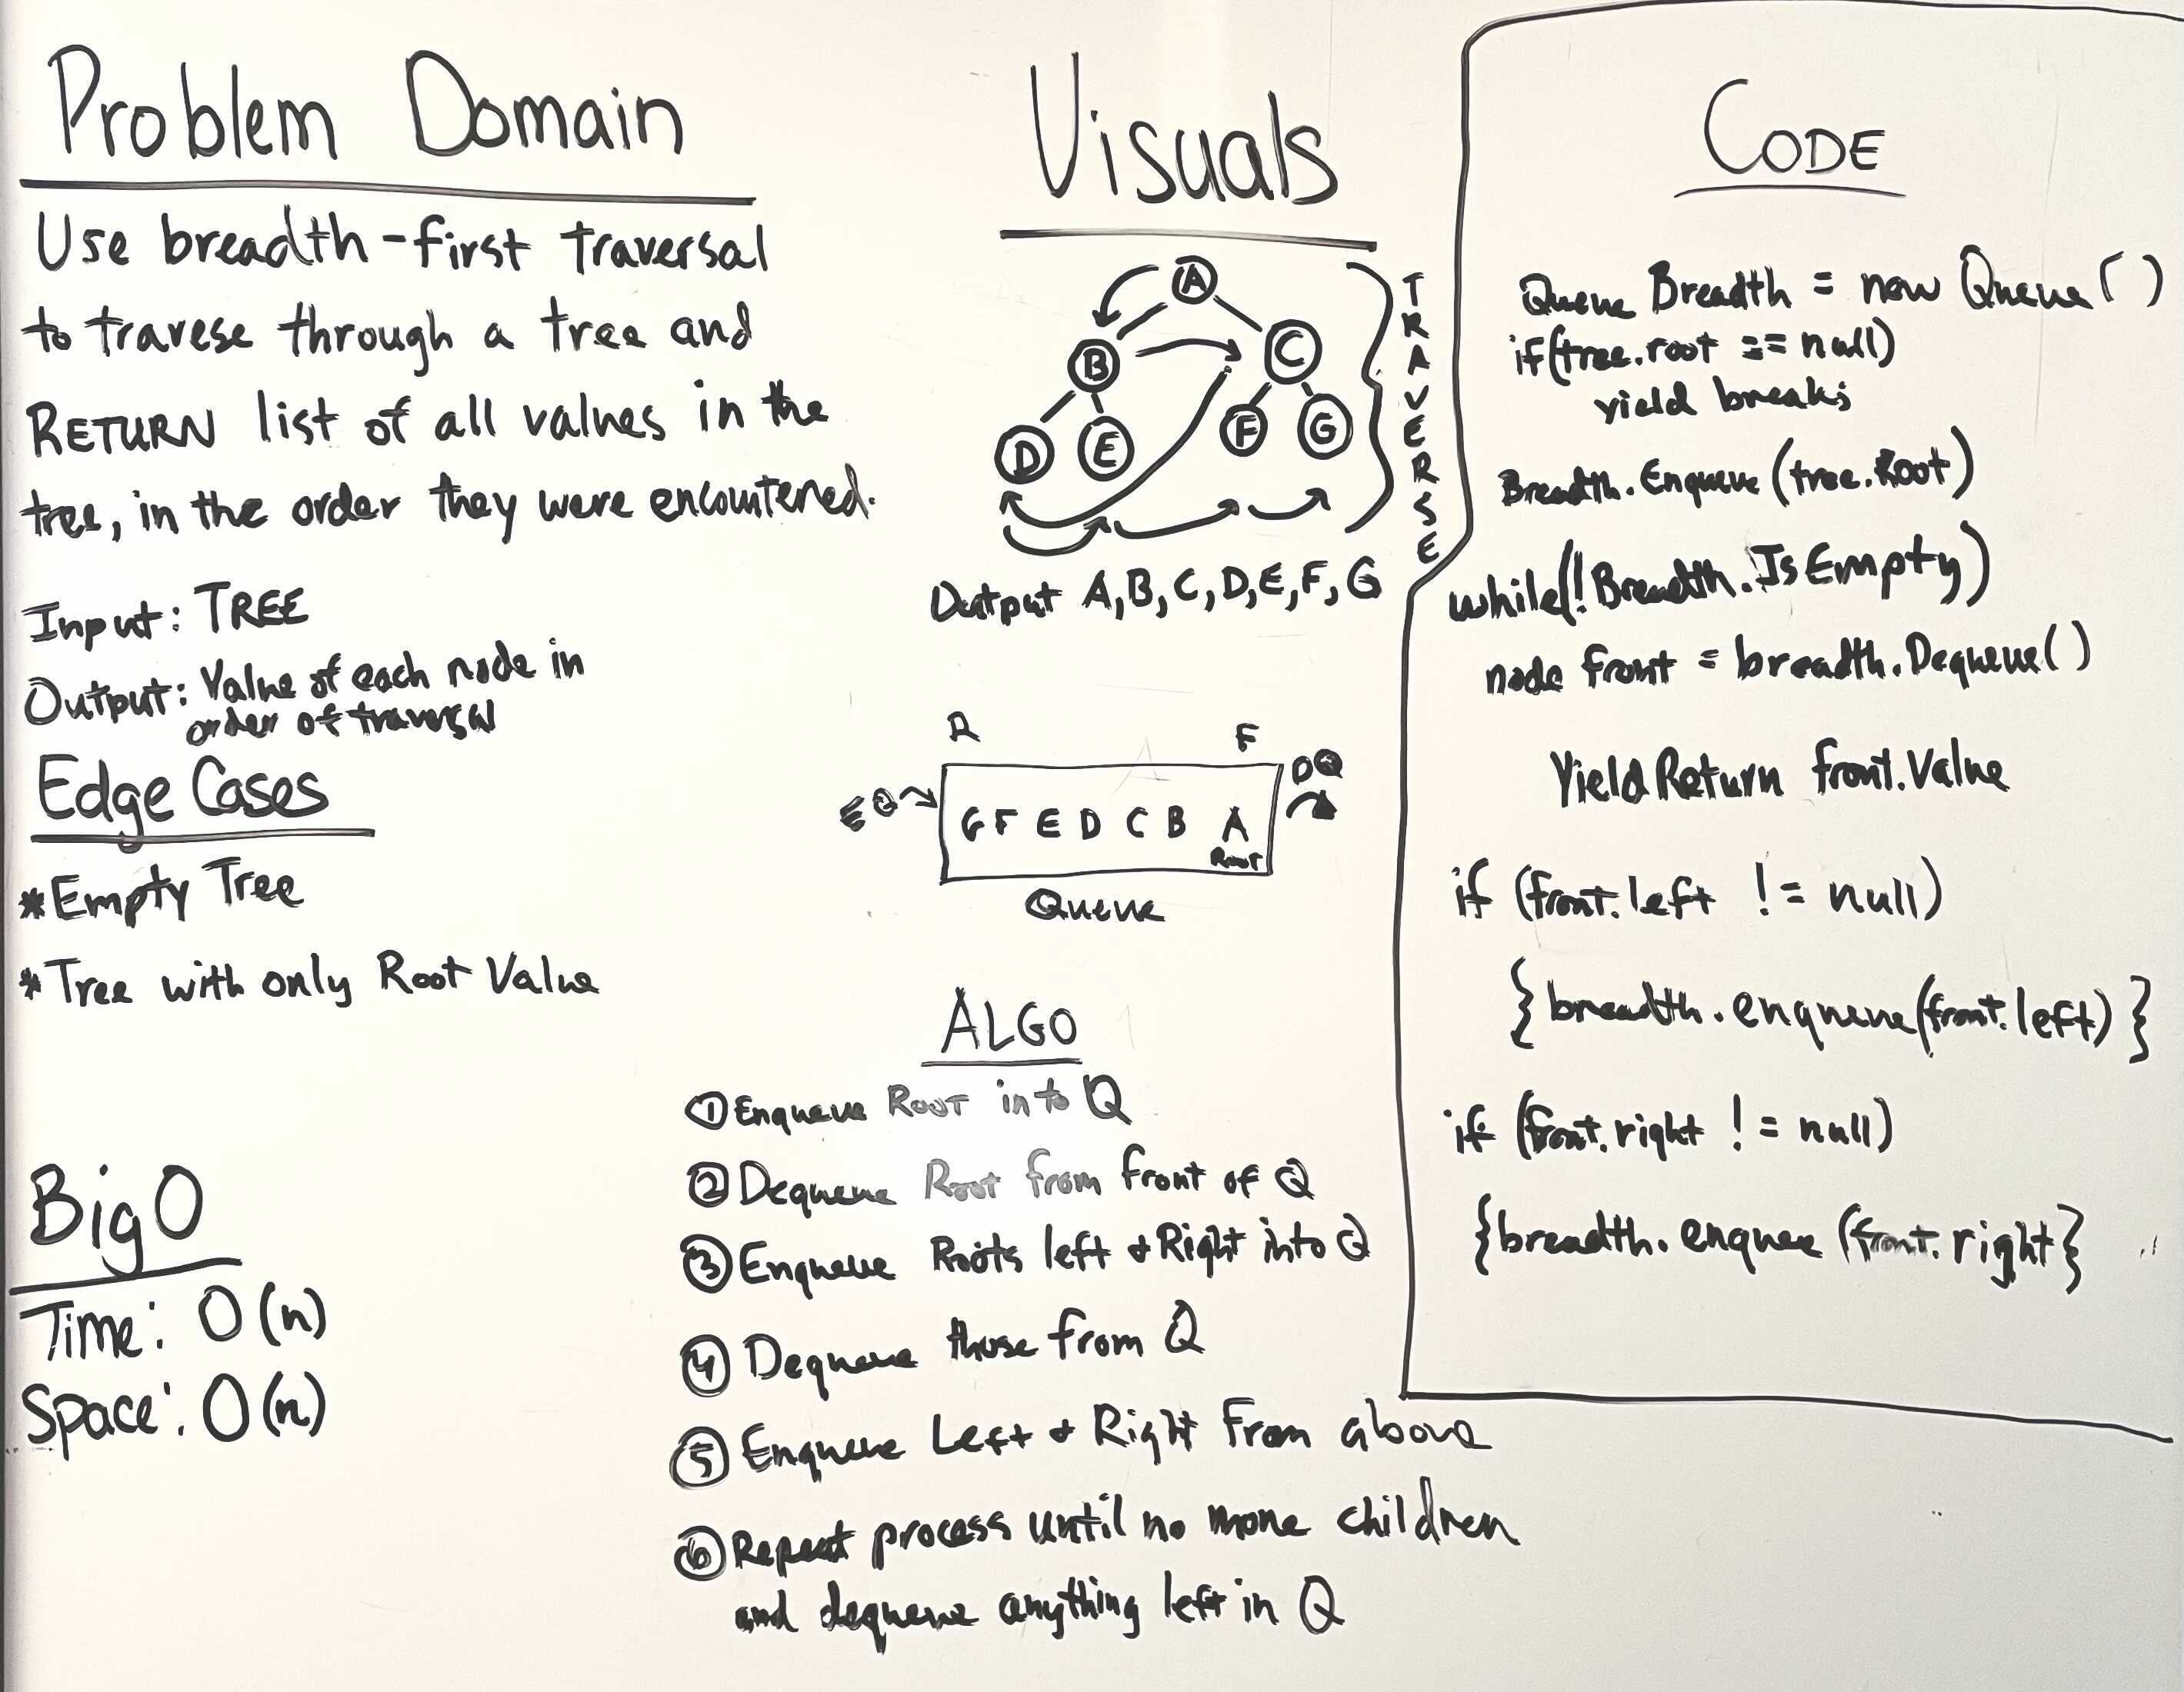 Problem Domain
Use breadth-first traversal
to travese through a tree and
RETURN list of all values in the
tree, in the order they were encountered.
Input: TREE
Output: Value of each node in
order of traversal
Edge Cases
*Empty Tree
*Tree with only Root Value
Big O
Time: O(n)
Space: O(n)
Visuals
A
B
C
D
E
F
G
TRAVERSE
Output A,B,C,D,E,F,G
R
F
EQ
DQ
G F E D C B A
Root
Queue
ALGO
① Enqueue Root into Q
② Dequeue Root from front of Q
③ Enqueue Roots left & Right into Q
④ Dequeue those from Q
⑤ Enqueue Left & Right From above
⑥ Repeat process until no more children
and dequeue anything left in Q
CODE
Queue Breadth = new Queue()
if(tree.root == null)
yield break;
Breadth.Enqueue(tree.Root)
while(!Breadth.IsEmpty)
node front = breadth.Dequeue()
Yield Return front.Value
if (front.left != null)
{breadth.enqueue(front.left)}
if (front.right != null)
{breadth.enquee(front.right}